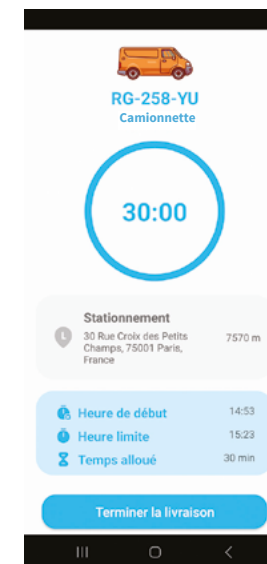 RG-258-YU
Camionnette
30:00
Stationnement
30 Rue Croix des Petits
Champs, 75001 Paris,
France
7570 m
Heure de début 14:53
Heure limite 15:23
Temps alloué 30 min
Terminer la livraison